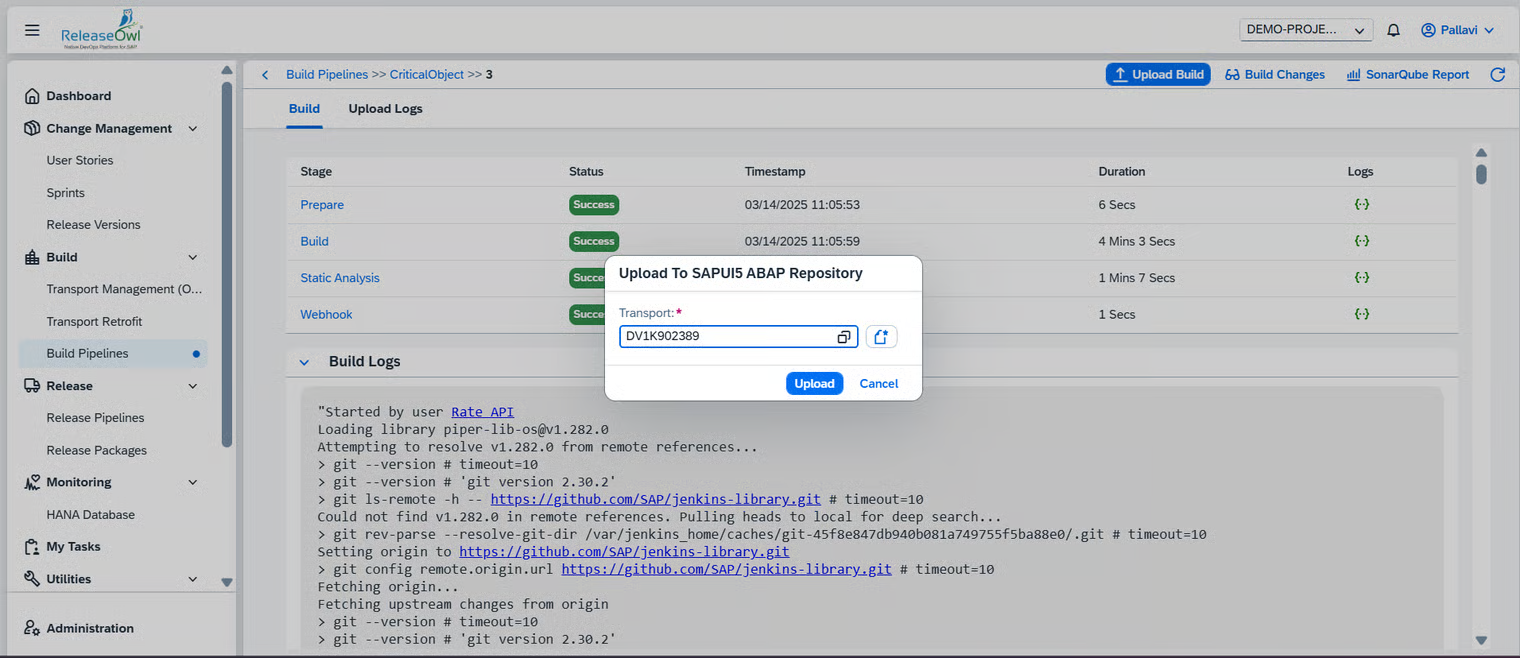 ReleaseOwl
Native DevOps Platform for SAP
DEMO-PROJE...
Pallavi
Dashboard
Change Management
User Stories
Sprints
Release Versions
Build
Transport Management (O...
Transport Retrofit
Build Pipelines
Release
Release Pipelines
Release Packages
Monitoring
HANA Database
My Tasks
Utilities
Administration
Build Pipelines >> CriticalObject >> 3
Upload Build
Build Changes
SonarQube Report
Build Upload Logs
Stage Status Timestamp Duration Logs
Prepare Success 03/14/2025 11:05:53 6 Secs
Build Success 03/14/2025 11:05:59 4 Mins 3 Secs
Static Analysis Succe 1 Mins 7 Secs
Webhook Succe 1 Secs
Upload To SAPUI5 ABAP Repository
Transport:*
DV1K902389
Upload Cancel
Build Logs
"Started by user Rate API
Loading library piper-lib-os@v1.282.0
Attempting to resolve v1.282.0 from remote references...
> git --version # timeout=10
> git --version # 'git version 2.30.2'
> git ls-remote -h -- https://github.com/SAP/jenkins-library.git # timeout=10
Could not find v1.282.0 in remote references. Pulling heads to local for deep search...
> git rev-parse --resolve-git-dir /var/jenkins_home/caches/git-45f8e847db940b081a749755f5ba88e0/.git # timeout=10
Setting origin to https://github.com/SAP/jenkins-library.git
> git config remote.origin.url https://github.com/SAP/jenkins-library.git # timeout=10
Fetching origin...
Fetching upstream changes from origin
> git --version # timeout=10
> git --version # 'git version 2.30.2'